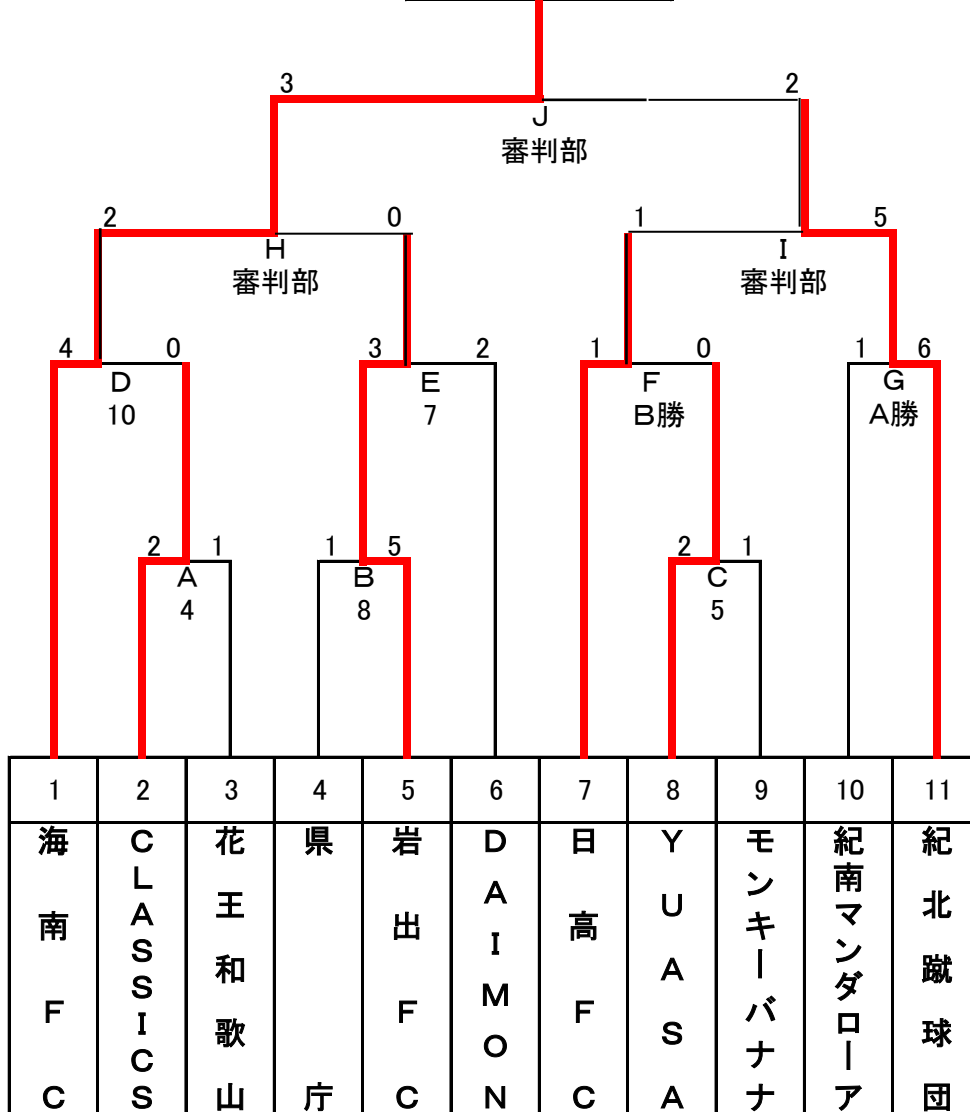 3 2
J
審判部
2 0 1 5
H I
審判部 審判部
4 0 3 2 1 0 1 6
D E F G
10 7 B勝 A勝
2 1 1 5 2 1
A B C
4 8 5
1 2 3 4 5 6 7 8 9 10 11
海南FC
CLASSICS
花王和歌山
県庁
岩出FC
DAIMON
日高FC
YUASA
モンキーバナナ
紀南マンダローア
紀北蹴球団